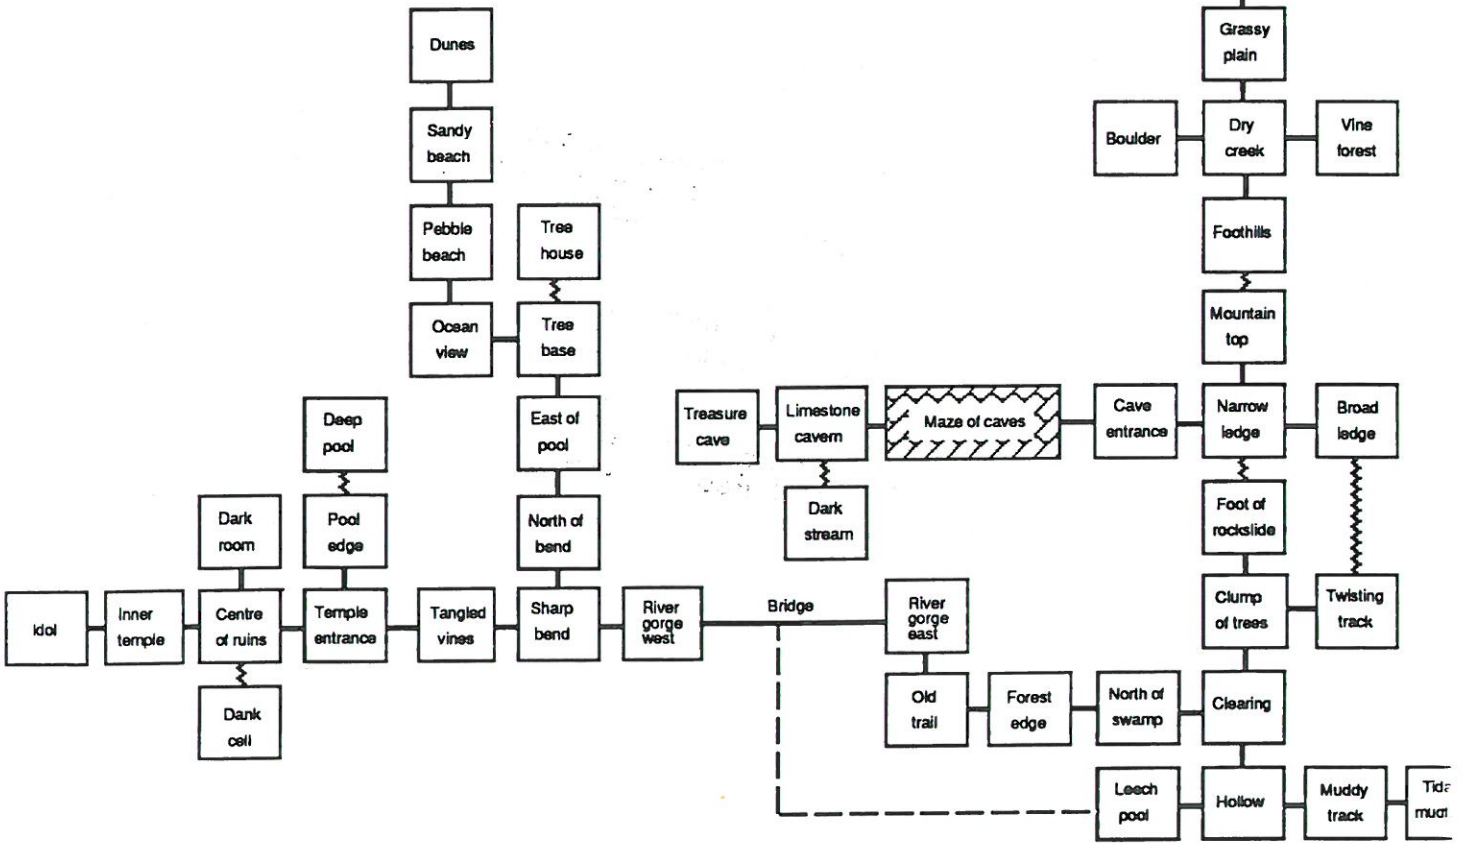 Grassy
plain
Dunes
Boulder
Dry
creek
Vine
forest
Sandy
beach
Foothills
Pebble
beach
Tree
house
Mountain
top
Ocean
view
Tree
base
Treasure
cave
Limestone
cavern
Maze of caves
Cave
entrance
Narrow
ledge
Broad
ledge
Deep
pool
East of
pool
Dark
stream
Foot of
rockslide
Dark
room
Pool
edge
North of
bend
Idol
Inner
temple
Centre
of ruins
Temple
entrance
Tangled
vines
Sharp
bend
River
gorge
west
Bridge
River
gorge
east
Clump
of trees
Twisting
track
Dank
cell
Old
trail
Forest
edge
North of
swamp
Clearing
Leech
pool
Hollow
Muddy
track